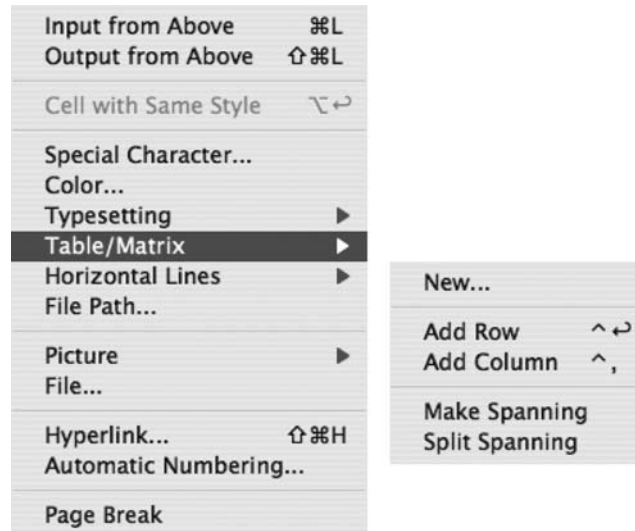 Input from Above ⌘L
Output from Above ⇧⌘L
Cell with Same Style ⌥↩
Special Character...
Color...
Typesetting ▶
Table/Matrix ▶
Horizontal Lines ▶
File Path...
Picture ▶
File...
Hyperlink... ⇧⌘H
Automatic Numbering...
Page Break
New...
Add Row ^↩
Add Column ^,
Make Spanning
Split Spanning